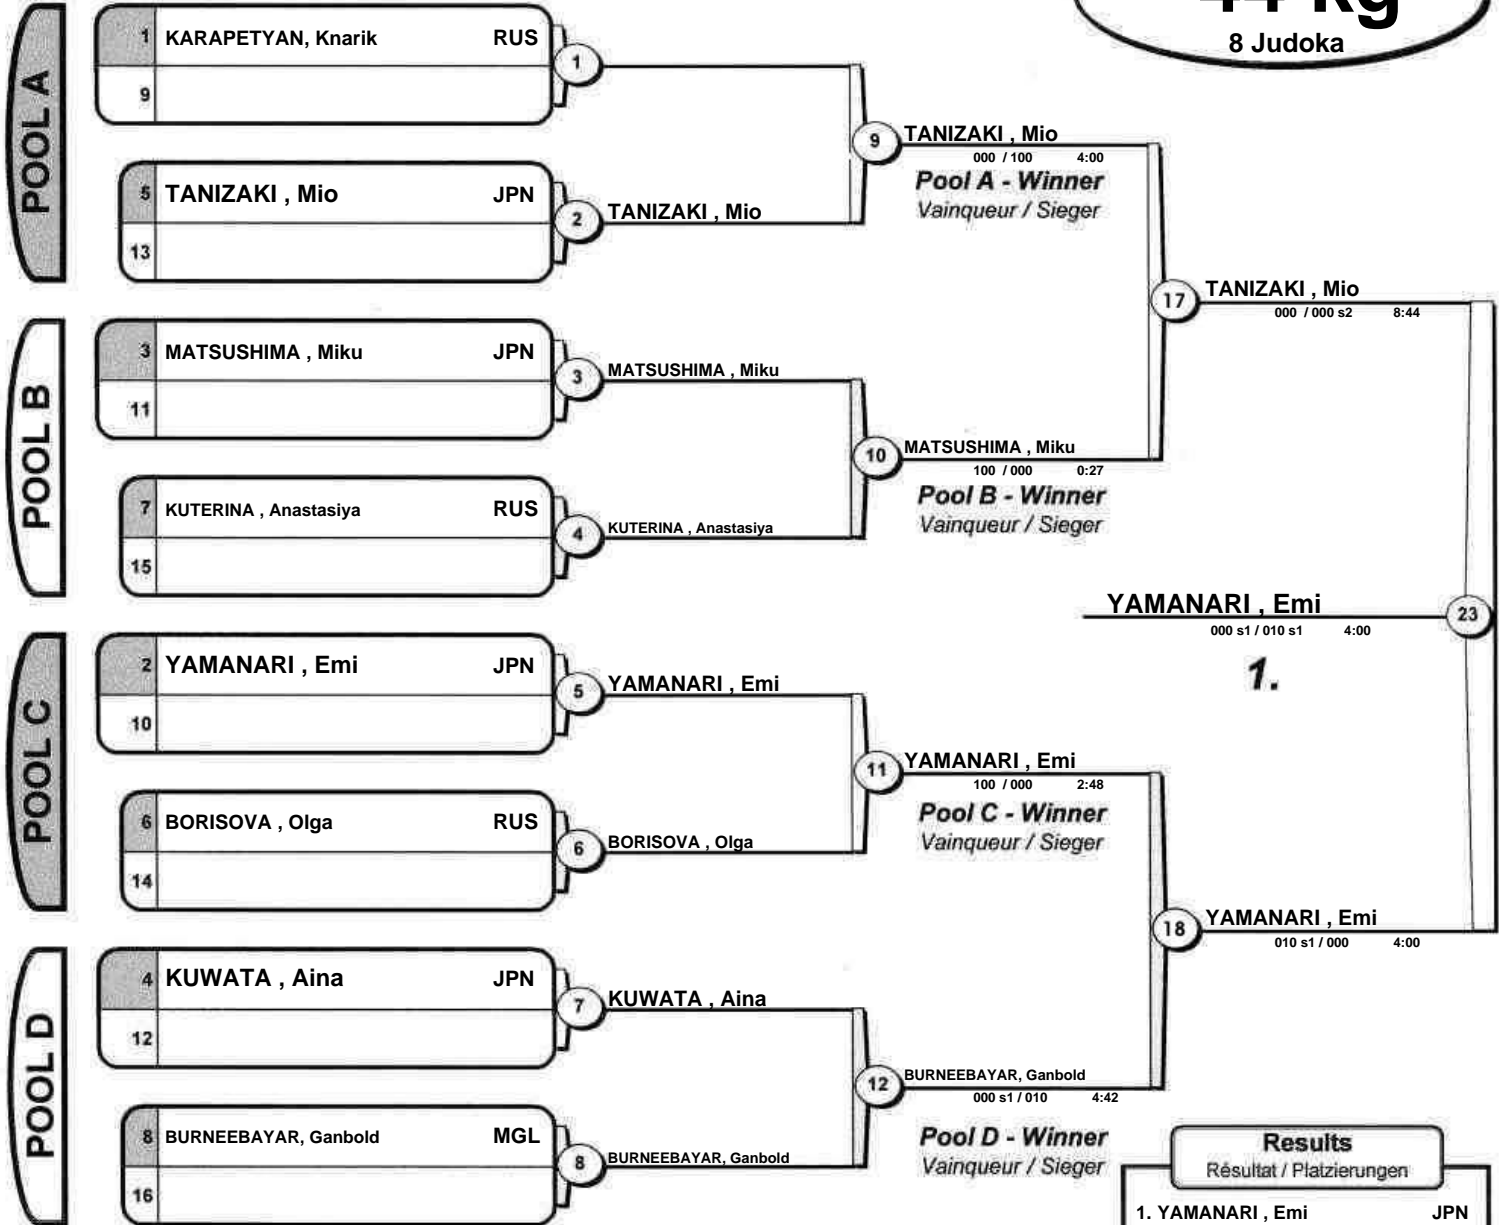 44 kg
8 Judoka
POOL A
1 KARAPETYAN, Knarik RUS
9
1
5 TANIZAKI , Mio JPN
13
2
TANIZAKI , Mio
9
TANIZAKI , Mio
000 / 100 4:00
Pool A - Winner
Vainqueur / Sieger
POOL B
3 MATSUSHIMA , Miku JPN
11
3
MATSUSHIMA , Miku
7 KUTERINA , Anastasiya RUS
15
4
KUTERINA , Anastasiya
10
MATSUSHIMA , Miku
100 / 000 0:27
Pool B - Winner
Vainqueur / Sieger
17
TANIZAKI , Mio
000 / 000 s2 8:44
YAMANARI , Emi
000 s1 / 010 s1 4:00
23
1.
POOL C
2 YAMANARI , Emi JPN
10
5
YAMANARI , Emi
6 BORISOVA , Olga RUS
14
6
BORISOVA , Olga
11
YAMANARI , Emi
100 / 000 2:48
Pool C - Winner
Vainqueur / Sieger
18
YAMANARI , Emi
010 s1 / 000 4:00
POOL D
4 KUWATA , Aina JPN
12
7
KUWATA , Aina
8 BURNEEBAYAR, Ganbold MGL
16
8
BURNEEBAYAR, Ganbold
12
BURNEEBAYAR, Ganbold
000 s1 / 010 4:42
Pool D - Winner
Vainqueur / Sieger
Results
Résultat / Platzierungen
1. YAMANARI , Emi JPN